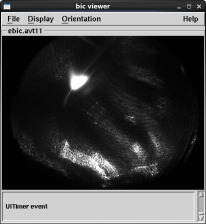 bic viewer
File Display Orientation Help
ebic.avt11
UITimer event